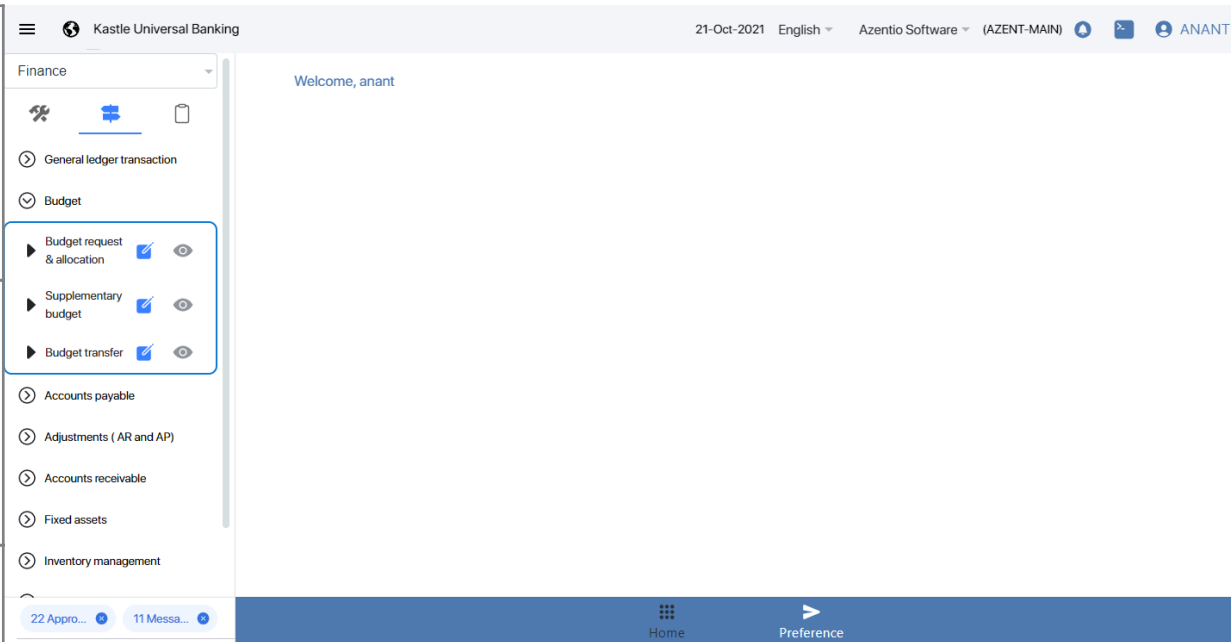 Kastle Universal Banking
21-Oct-2021 English Azentio Software (AZENT-MAIN) ANANT
Finance
Welcome, anant
General ledger transaction
Budget
Budget request
& allocation
Supplementary
budget
Budget transfer
Accounts payable
Adjustments ( AR and AP)
Accounts receivable
Fixed assets
Inventory management
22 Appro... 11 Messa...
Home Preference